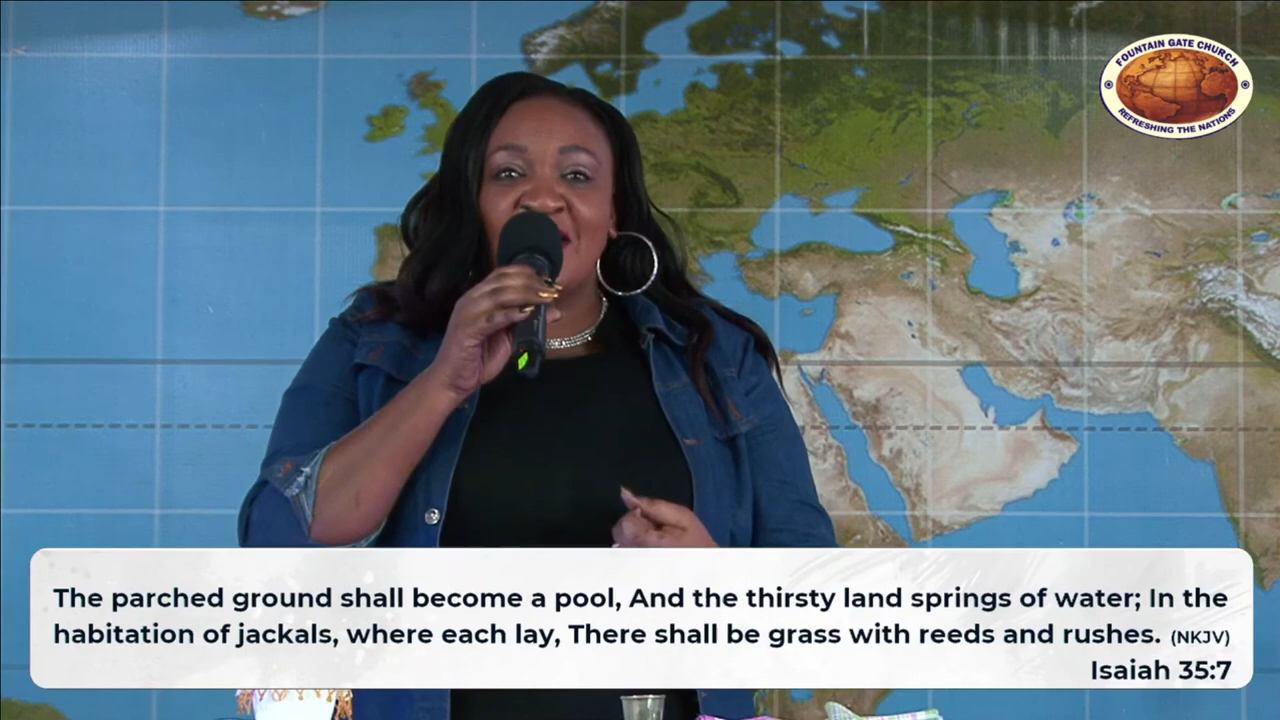 FOUNTAIN GATE CHURCH
REFRESHING THE NATIONS
The parched ground shall become a pool, And the thirsty land springs of water; In the
habitation of jackals, where each lay, There shall be grass with reeds and rushes. (NKJV)
Isaiah 35:7